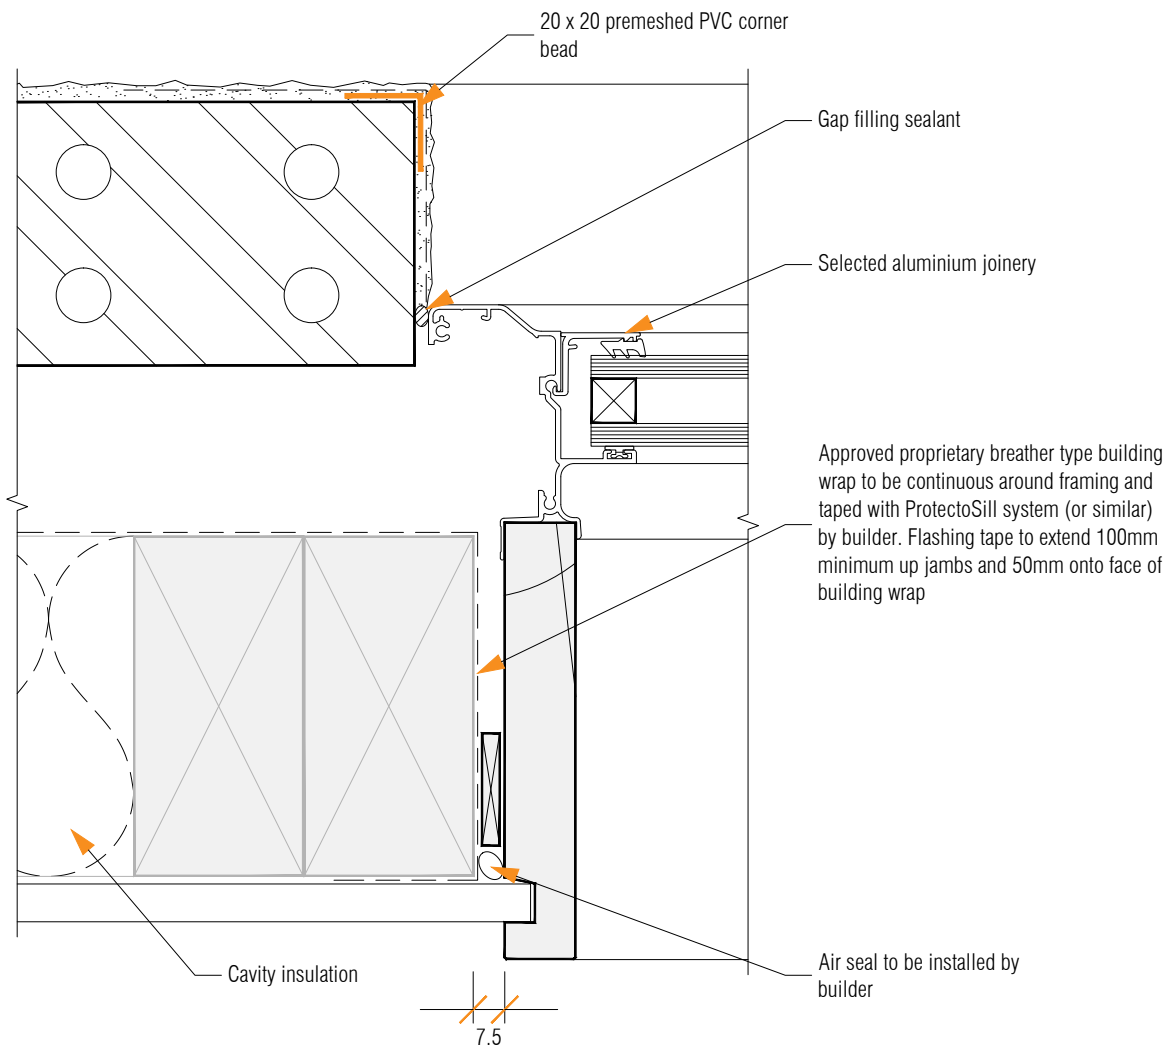 20 x 20 premeshed PVC corner
bead
Gap filling sealant
Selected aluminium joinery
Approved proprietary breather type building
wrap to be continuous around framing and
taped with ProtectoSill system (or similar)
by builder. Flashing tape to extend 100mm
minimum up jambs and 50mm onto face of
building wrap
Cavity insulation
Air seal to be installed by
builder
7.5